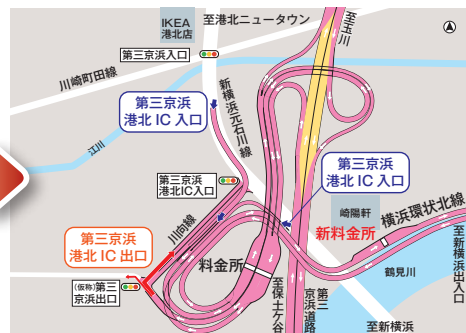 IKEA
港北店
至港北ニュータウン
至玉川
第三京浜入口
川崎町田線
第三京浜
港北 IC 入口
新横浜元石川線
江川
第三京浜
港北IC入口
第三京浜
港北 IC 入口
川向線
崎陽軒
横浜環状北線
新料金所
第三京浜
港北 IC 出口
料金所
至新横浜出入口
鶴見川
(仮称)第三
京浜出口
至保土ケ谷
第三
京浜道路
至新横浜